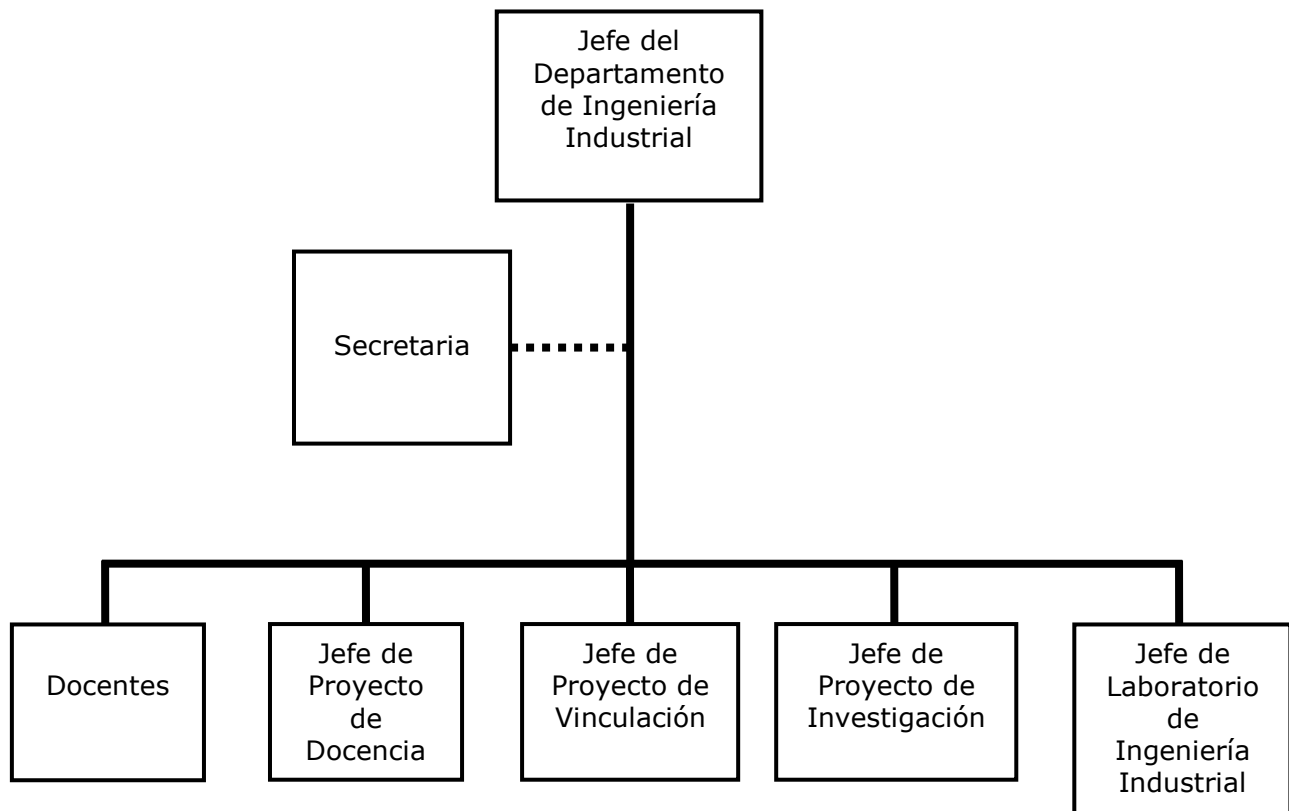 Jefe del
Departamento
de Ingeniería
Industrial
Secretaria
Docentes
Jefe de
Proyecto
de
Docencia
Jefe de
Proyecto de
Vinculación
Jefe de
Proyecto de
Investigación
Jefe de
Laboratorio
de
Ingeniería
Industrial